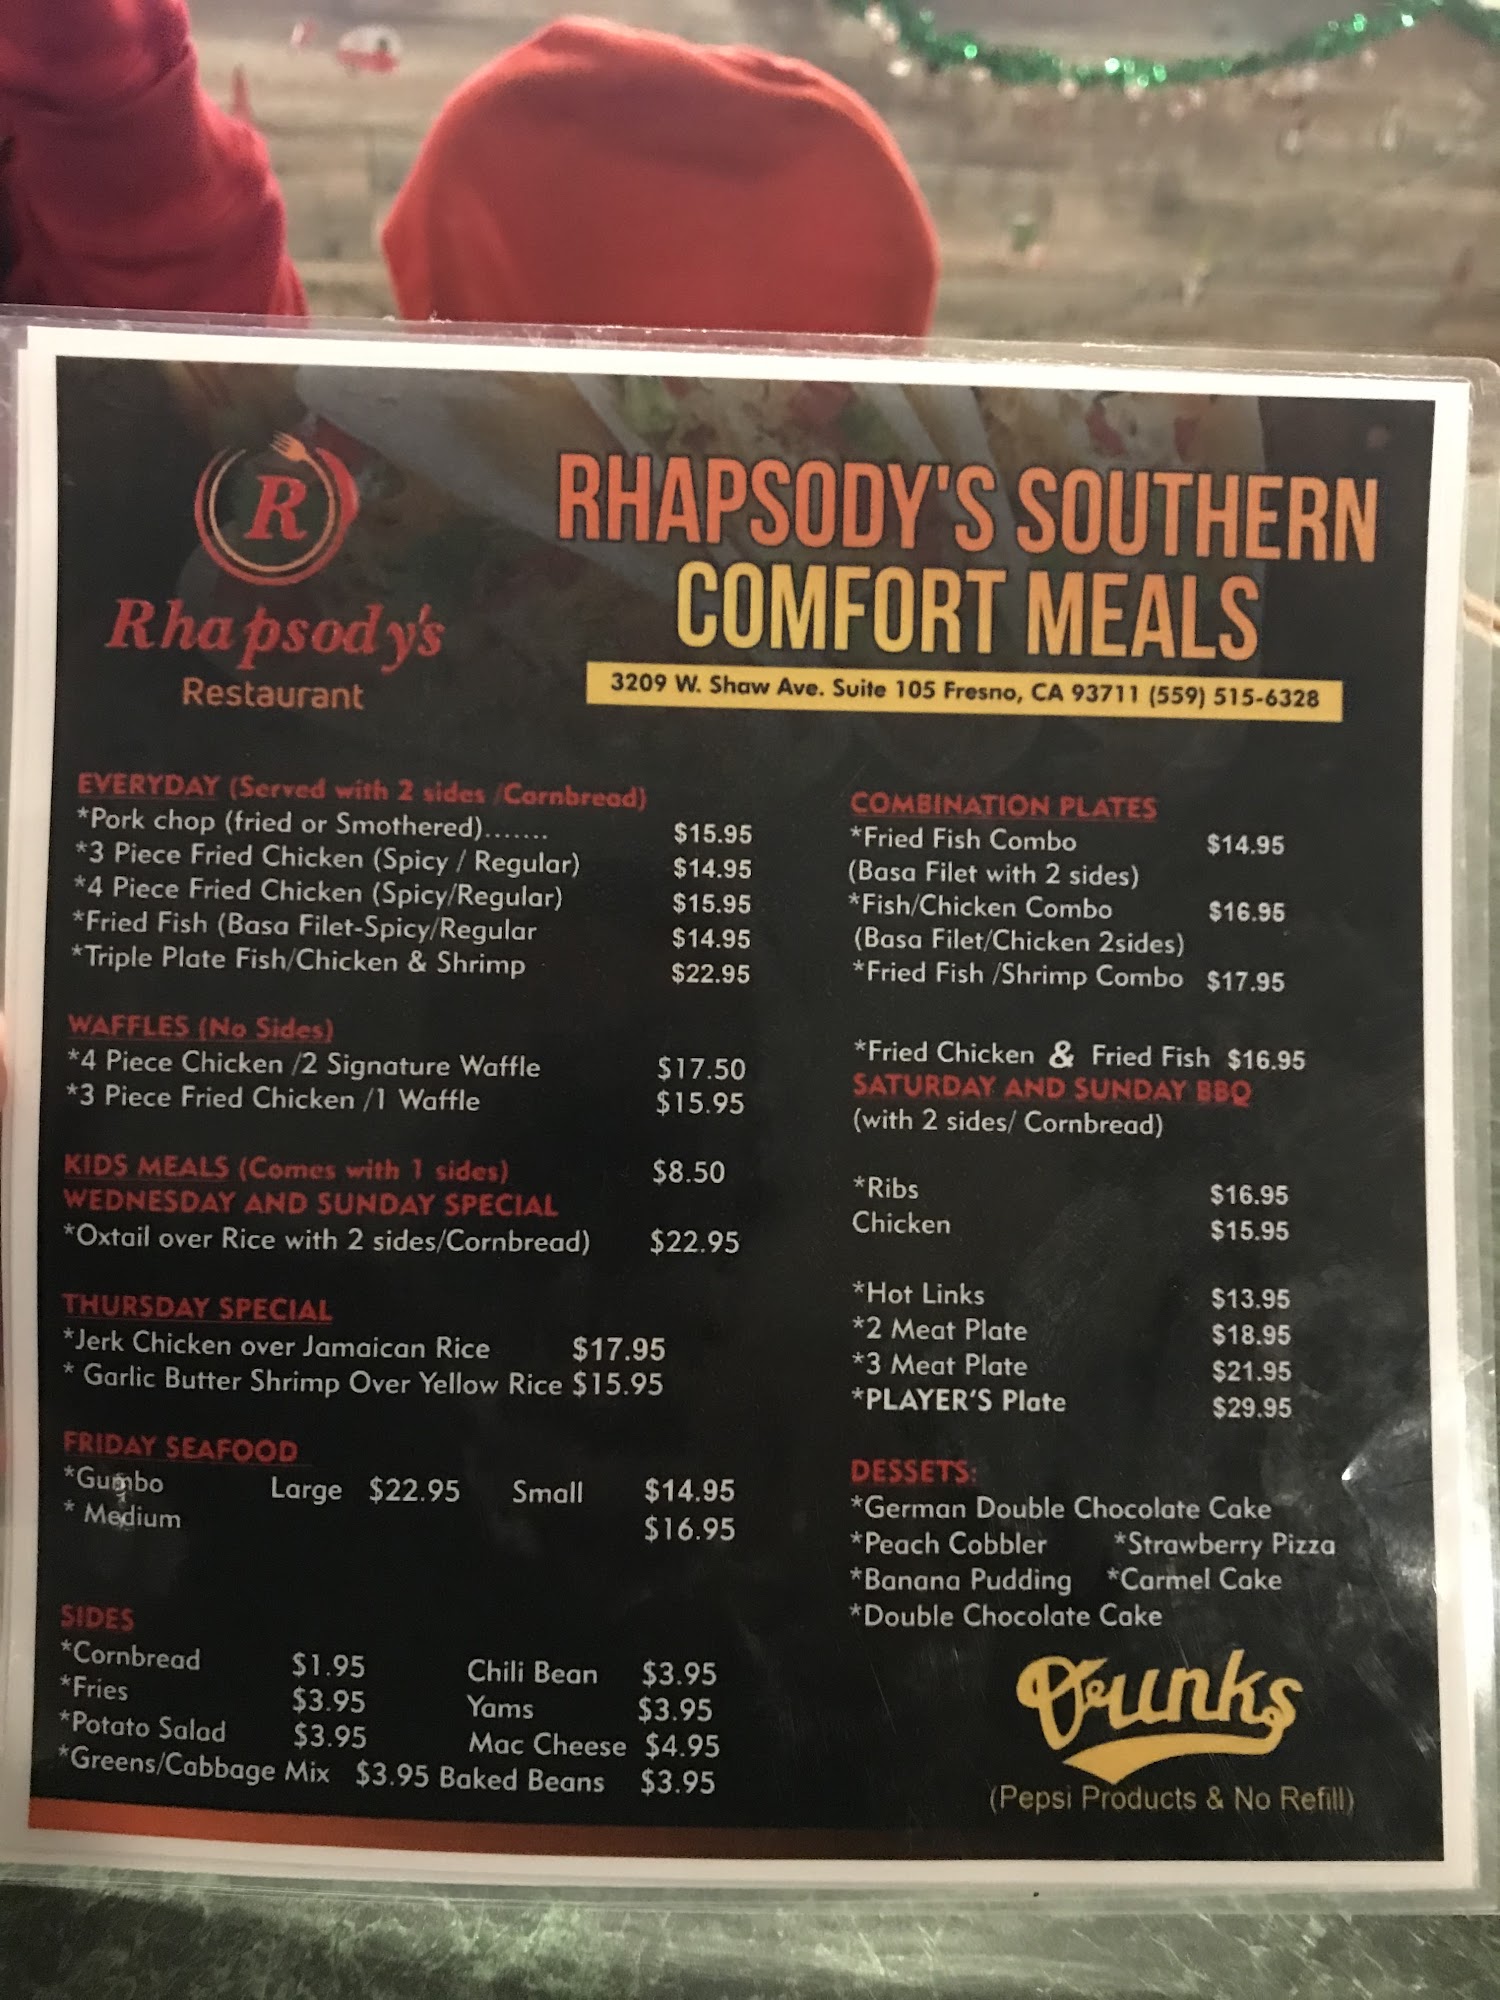 R
Rhapsody's
Restaurant
RHAPSODY'S SOUTHERN
COMFORT MEALS
3209 W. Shaw Ave. Suite 105 Fresno, CA 93711 (559) 515-6328
EVERYDAY (Served with 2 sides /Cornbread)
*Pork chop (fried or Smothered)....... $15.95
*3 Piece Fried Chicken (Spicy / Regular) $14.95
*4 Piece Fried Chicken (Spicy/Regular) $15.95
*Fried Fish (Basa Filet-Spicy/Regular $14.95
*Triple Plate Fish/Chicken & Shrimp $22.95
WAFFLES (No Sides)
*4 Piece Chicken /2 Signature Waffle $17.50
*3 Piece Fried Chicken /1 Waffle $15.95
KIDS MEALS (Comes with 1 sides) $8.50
WEDNESDAY AND SUNDAY SPECIAL
*Oxtail over Rice with 2 sides/Cornbread) $22.95
THURSDAY SPECIAL
*Jerk Chicken over Jamaican Rice $17.95
* Garlic Butter Shrimp Over Yellow Rice $15.95
FRIDAY SEAFOOD
*Gumbo Large $22.95 Small $14.95
* Medium $16.95
SIDES
*Cornbread $1.95 Chili Bean $3.95
*Fries $3.95 Yams $3.95
*Potato Salad $3.95 Mac Cheese $4.95
*Greens/Cabbage Mix $3.95 Baked Beans $3.95
COMBINATION PLATES
*Fried Fish Combo $14.95
(Basa Filet with 2 sides)
*Fish/Chicken Combo $16.95
(Basa Filet/Chicken 2sides)
*Fried Fish /Shrimp Combo $17.95
*Fried Chicken & Fried Fish $16.95
SATURDAY AND SUNDAY BBQ
(with 2 sides/ Cornbread)
*Ribs $16.95
Chicken $15.95
*Hot Links $13.95
*2 Meat Plate $18.95
*3 Meat Plate $21.95
*PLAYER'S Plate $29.95
DESSETS:
*German Double Chocolate Cake
*Peach Cobbler *Strawberry Pizza
*Banana Pudding *Carmel Cake
*Double Chocolate Cake
Drunks
(Pepsi Products & No Refill)